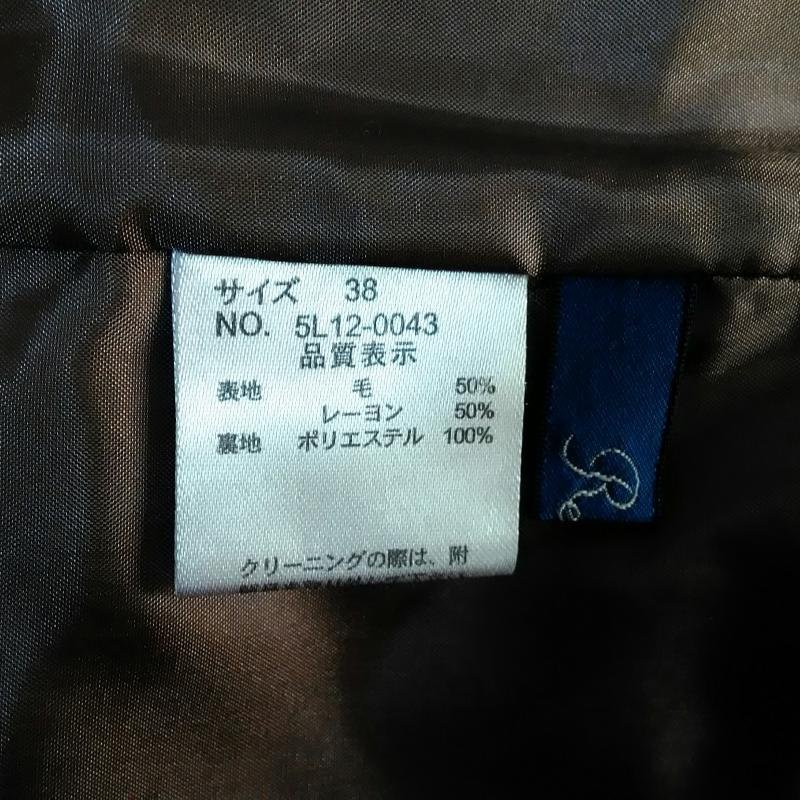 サイズ 38
NO. 5L12-0043
品質表示
表地 毛 50%
レーヨン 50%
裏地 ポリエステル 100%
クリーニングの際は、附
Re